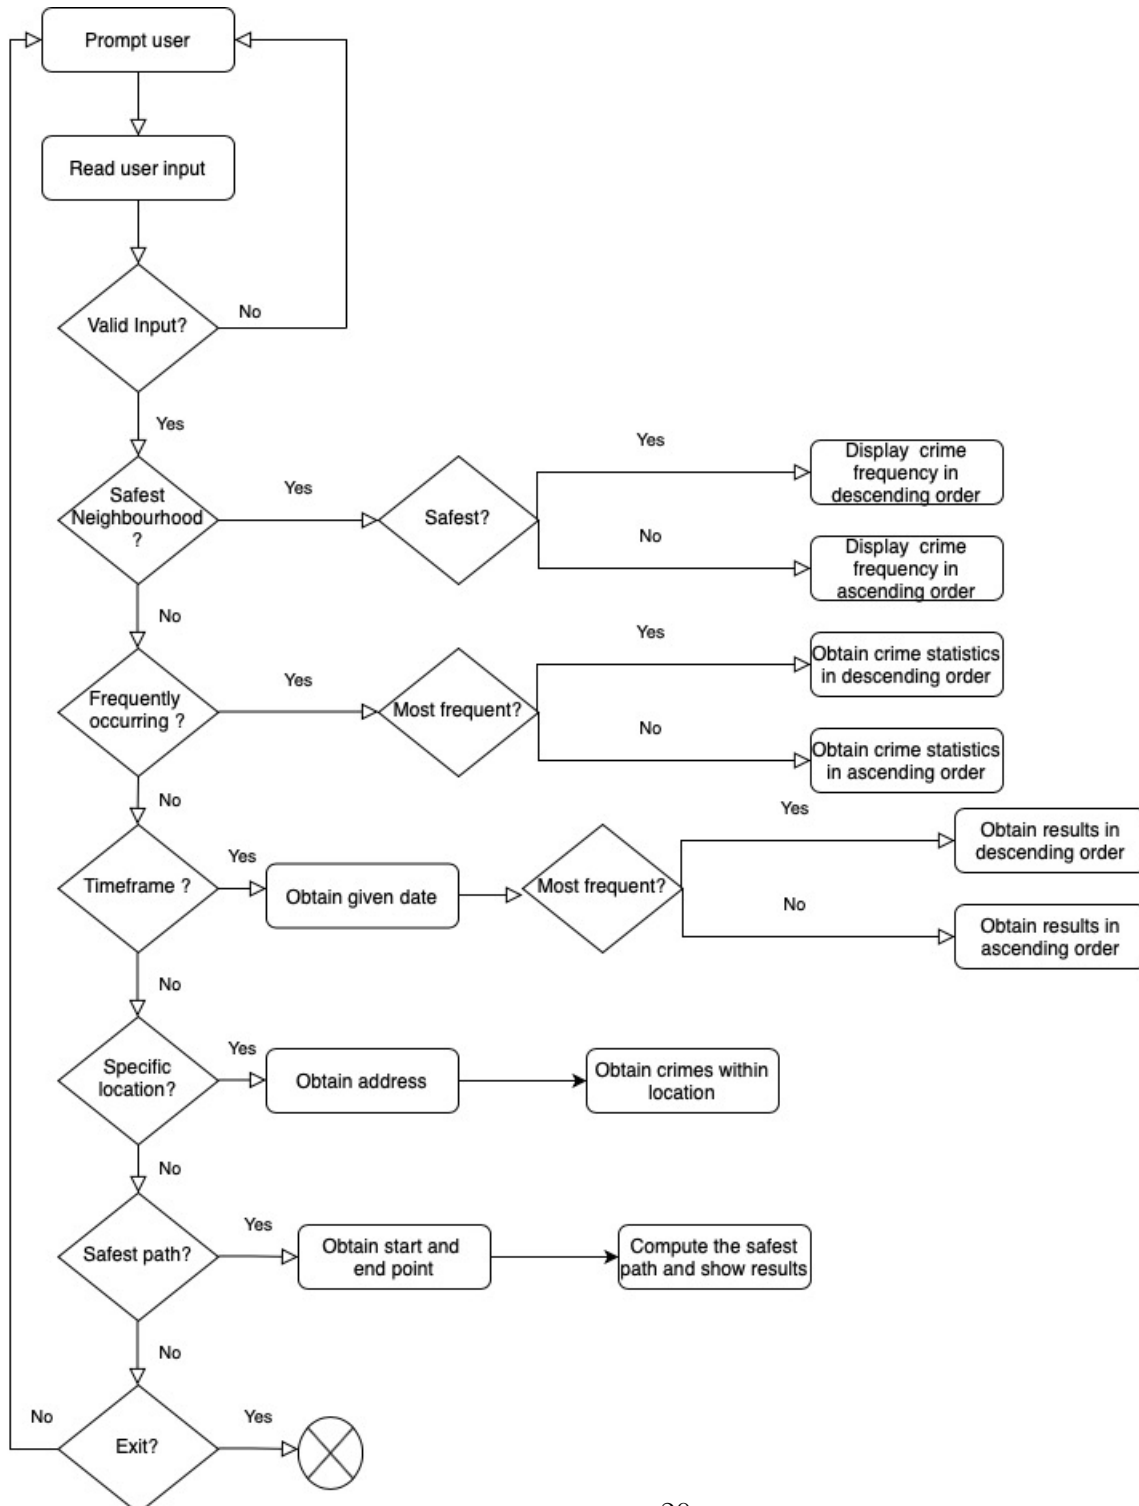 Prompt user
Read user input
Valid Input?
No
Yes
Safest
Neighbourhood
?
Yes
Safest?
Yes
Display crime
frequency in
descending order
No
Display crime
frequency in
ascending order
No
Frequently
occurring ?
Yes
Most frequent?
Yes
Obtain crime statistics
in descending order
No
Obtain crime statistics
in ascending order
No
Timeframe ?
Yes
Obtain given date
Most frequent?
Yes
Obtain results in
descending order
No
Obtain results in
ascending order
No
Specific
location?
Yes
Obtain address
Obtain crimes within
location
No
Safest path?
Yes
Obtain start and
end point
Compute the safest
path and show results
No
Exit?
No
Yes